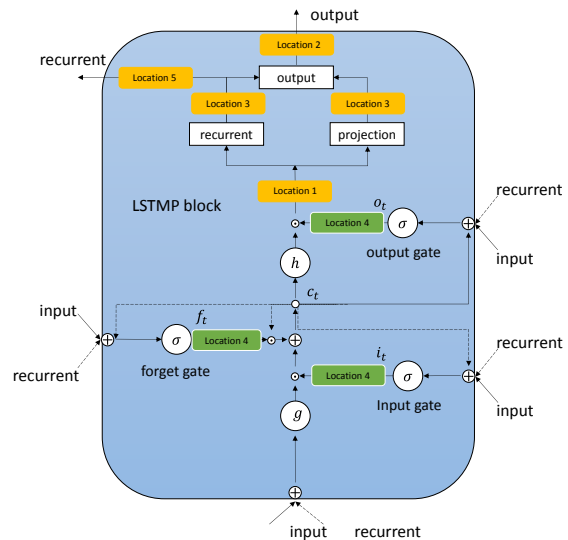 output
Location 2
recurrent
Location 5
output
Location 3
Location 3
recurrent
projection
Location 1
LSTMP block
o_t
recurrent
Location 4
σ
output gate
h
input
c_t
input
f_t
σ
Location 4
recurrent
forget gate
i_t
recurrent
Location 4
σ
Input gate
input
g
input
recurrent